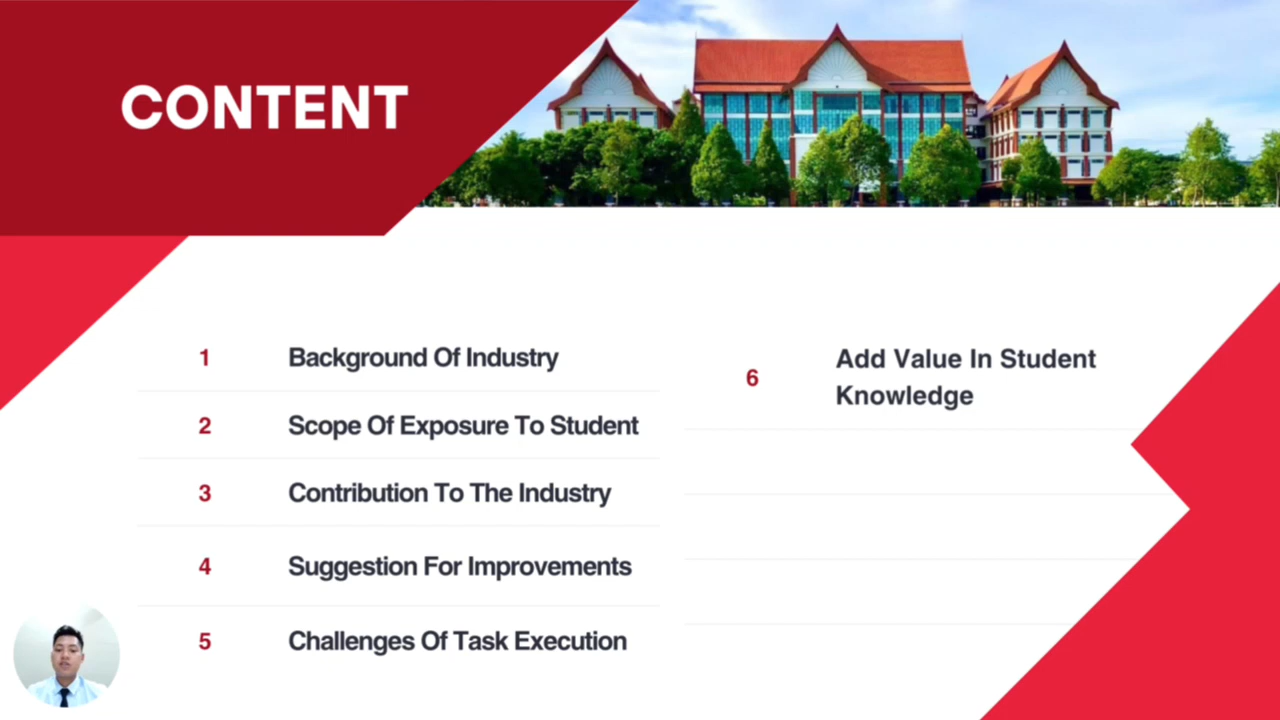 CONTENT
1 Background Of Industry
2 Scope Of Exposure To Student
3 Contribution To The Industry
4 Suggestion For Improvements
5 Challenges Of Task Execution
6 Add Value In Student
Knowledge